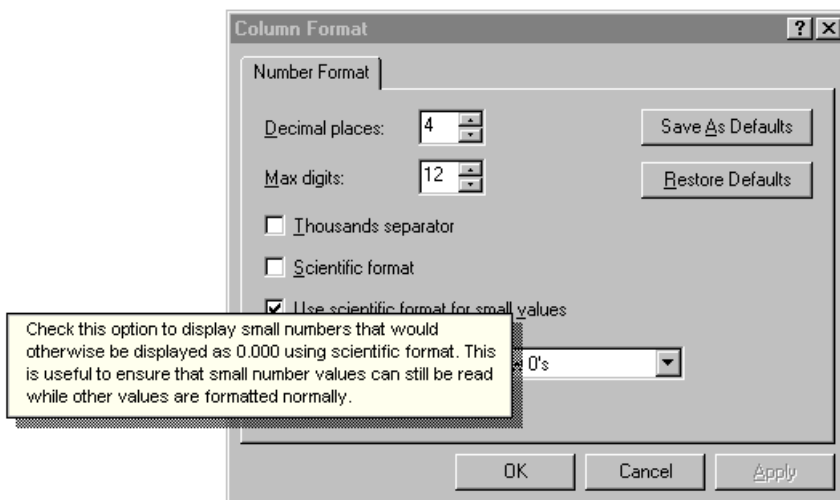 Column Format
Number Format
Decimal places: 4 Save As Defaults
Max digits: 12 Restore Defaults
Thousands separator
Scientific format
Use scientific format for small values
Check this option to display small numbers that would
otherwise be displayed as 0.000 using scientific format. This
is useful to ensure that small number values can still be read
while other values are formatted normally.
0's
OK Cancel Apply